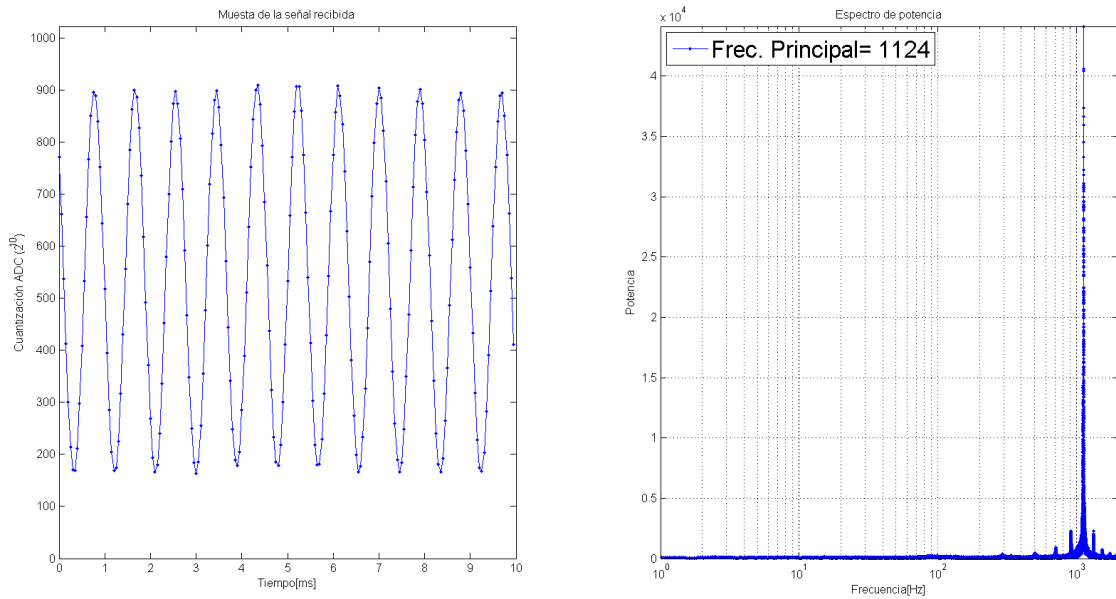 Muesta de la señal recibida
1000
900
800
700
600
500
400
300
200
100
0
Cuantización ADC (2^10)
0 1 2 3 4 5 6 7 8 9 10
Tiempo[ms]
Espectro de potencia
x 10^4
Frec. Principal= 1124
4
3.5
3
2.5
2
1.5
1
0.5
0
Potencia
10^0 10^1 10^2 10^3
Frecuencia[Hz]